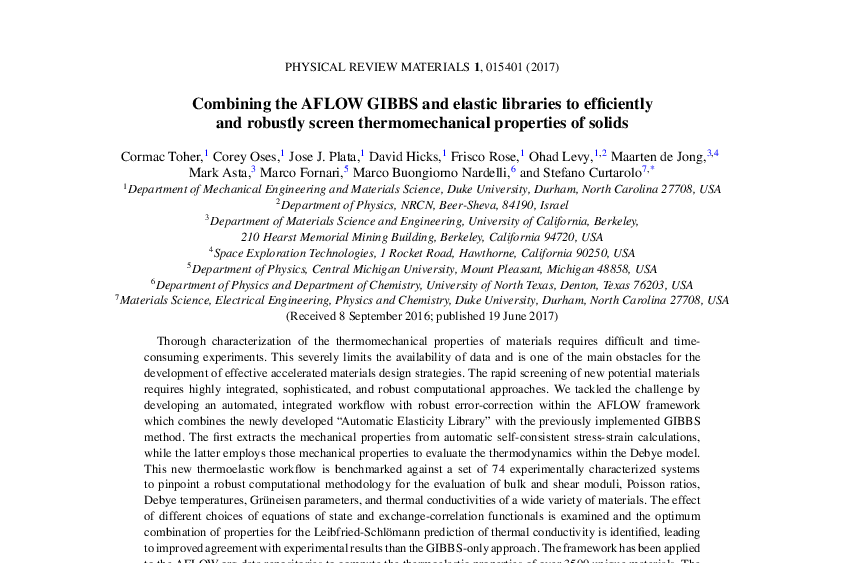 PHYSICAL REVIEW MATERIALS 1, 015401 (2017)
Combining the AFLOW GIBBS and elastic libraries to efficiently
and robustly screen thermomechanical properties of solids
Cormac Toher,1 Corey Oses,1 Jose J. Plata,1 David Hicks,1 Frisco Rose,1 Ohad Levy,1,2 Maarten de Jong,3,4
Mark Asta,3 Marco Fornari,5 Marco Buongiorno Nardelli,6 and Stefano Curtarolo7,*
1Department of Mechanical Engineering and Materials Science, Duke University, Durham, North Carolina 27708, USA
2Department of Physics, NRCN, Beer-Sheva, 84190, Israel
3Department of Materials Science and Engineering, University of California, Berkeley,
210 Hearst Memorial Mining Building, Berkeley, California 94720, USA
4Space Exploration Technologies, 1 Rocket Road, Hawthorne, California 90250, USA
5Department of Physics, Central Michigan University, Mount Pleasant, Michigan 48858, USA
6Department of Physics and Department of Chemistry, University of North Texas, Denton, Texas 76203, USA
7Materials Science, Electrical Engineering, Physics and Chemistry, Duke University, Durham, North Carolina 27708, USA
(Received 8 September 2016; published 19 June 2017)
Thorough characterization of the thermomechanical properties of materials requires difficult and time-
consuming experiments. This severely limits the availability of data and is one of the main obstacles for the
development of effective accelerated materials design strategies. The rapid screening of new potential materials
requires highly integrated, sophisticated, and robust computational approaches. We tackled the challenge by
developing an automated, integrated workflow with robust error-correction within the AFLOW framework
which combines the newly developed “Automatic Elasticity Library” with the previously implemented GIBBS
method. The first extracts the mechanical properties from automatic self-consistent stress-strain calculations,
while the latter employs those mechanical properties to evaluate the thermodynamics within the Debye model.
This new thermoelastic workflow is benchmarked against a set of 74 experimentally characterized systems
to pinpoint a robust computational methodology for the evaluation of bulk and shear moduli, Poisson ratios,
Debye temperatures, Grüneisen parameters, and thermal conductivities of a wide variety of materials. The effect
of different choices of equations of state and exchange-correlation functionals is examined and the optimum
combination of properties for the Leibfried-Schlömann prediction of thermal conductivity is identified, leading
to improved agreement with experimental results than the GIBBS-only approach. The framework has been applied